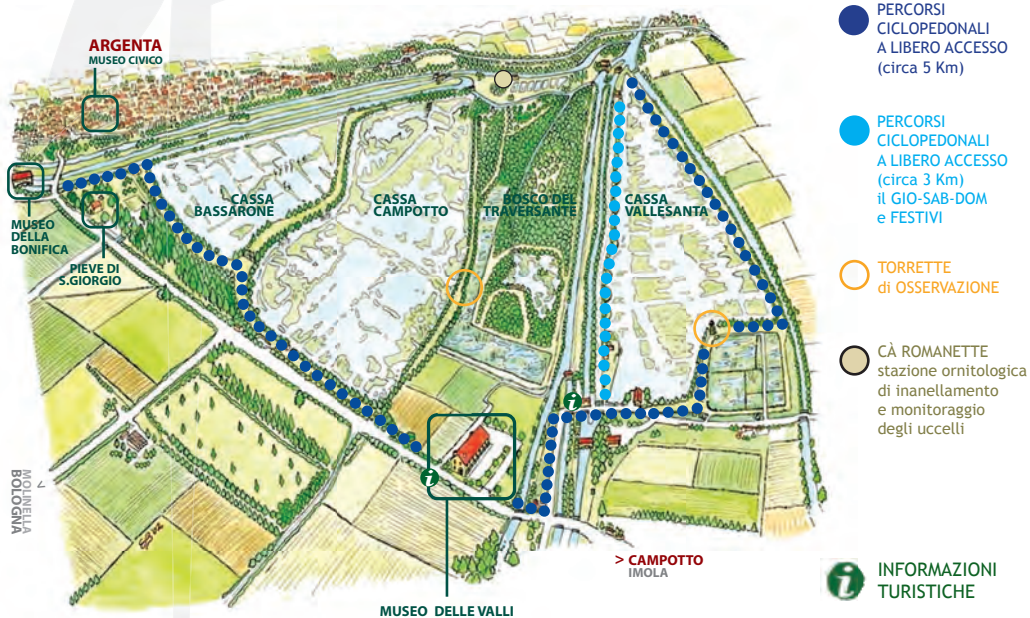 ARGENTA
MUSEO CIVICO
MUSEO
DELLA
BONIFICA
PIEVE DI
S.GIORGIO
CASSA
BASSARONE
CASSA
CAMPOTTO
BOSCO DEL
TRAVERSANTE
CASSA
VALLESANTA
i
i
MOLINELLA
BOLOGNA
>
MUSEO DELLE VALLI
> CAMPOTTO
IMOLA
PERCORSI
CICLOPEDONALI
A LIBERO ACCESSO
(circa 5 Km)
PERCORSI
CICLOPEDONALI
A LIBERO ACCESSO
(circa 3 Km)
il GIO-SAB-DOM
e FESTIVI
TORRETTE
di OSSERVAZIONE
CÀ ROMANETTE
stazione ornitologica
di inanellamento
e monitoraggio
degli uccelli
i
INFORMAZIONI
TURISTICHE